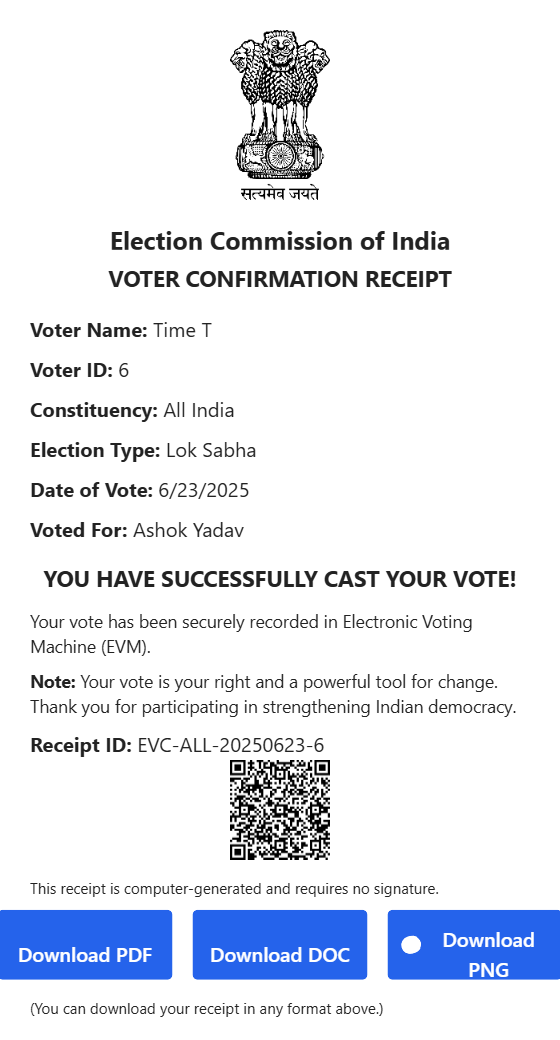 सत्यमेव जयते
Election Commission of India
VOTER CONFIRMATION RECEIPT
Voter Name: Time T
Voter ID: 6
Constituency: All India
Election Type: Lok Sabha
Date of Vote: 6/23/2025
Voted For: Ashok Yadav
YOU HAVE SUCCESSFULLY CAST YOUR VOTE!
Your vote has been securely recorded in Electronic Voting
Machine (EVM).
Note: Your vote is your right and a powerful tool for change.
Thank you for participating in strengthening Indian democracy.
Receipt ID: EVC-ALL-20250623-6
This receipt is computer-generated and requires no signature.
Download PDF
Download DOC
Download
PNG
(You can download your receipt in any format above.)